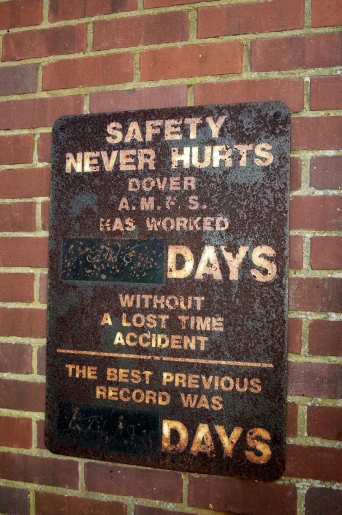 SAFETY
NEVER HURTS
DOVER
A.M.F.S.
HAS WORKED
DAYS
WITHOUT
A LOST TIME
ACCIDENT
THE BEST PREVIOUS
RECORD WAS
DAYS